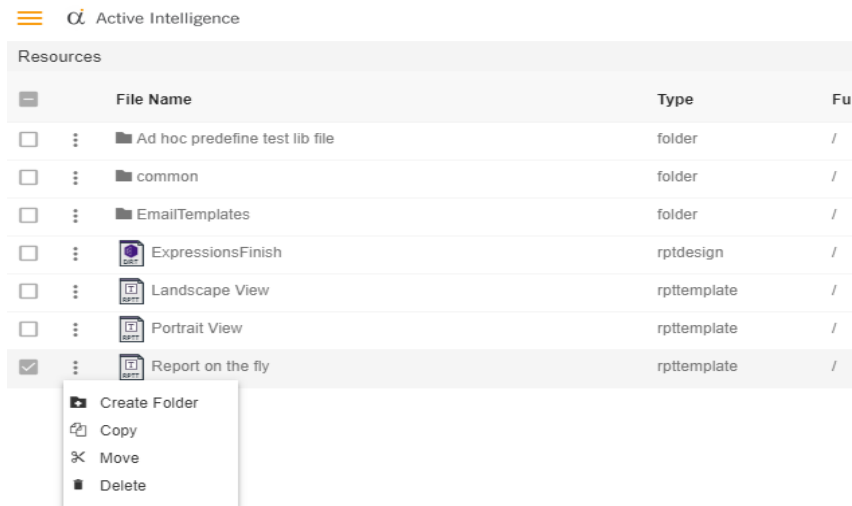 Active Intelligence
Resources
File Name Type Fu
Ad hoc predefine test lib file folder /
common folder /
EmailTemplates folder /
ExpressionsFinish rptdesign /
Landscape View rpttemplate /
Portrait View rpttemplate /
Report on the fly rpttemplate /
Create Folder
Copy
Move
Delete